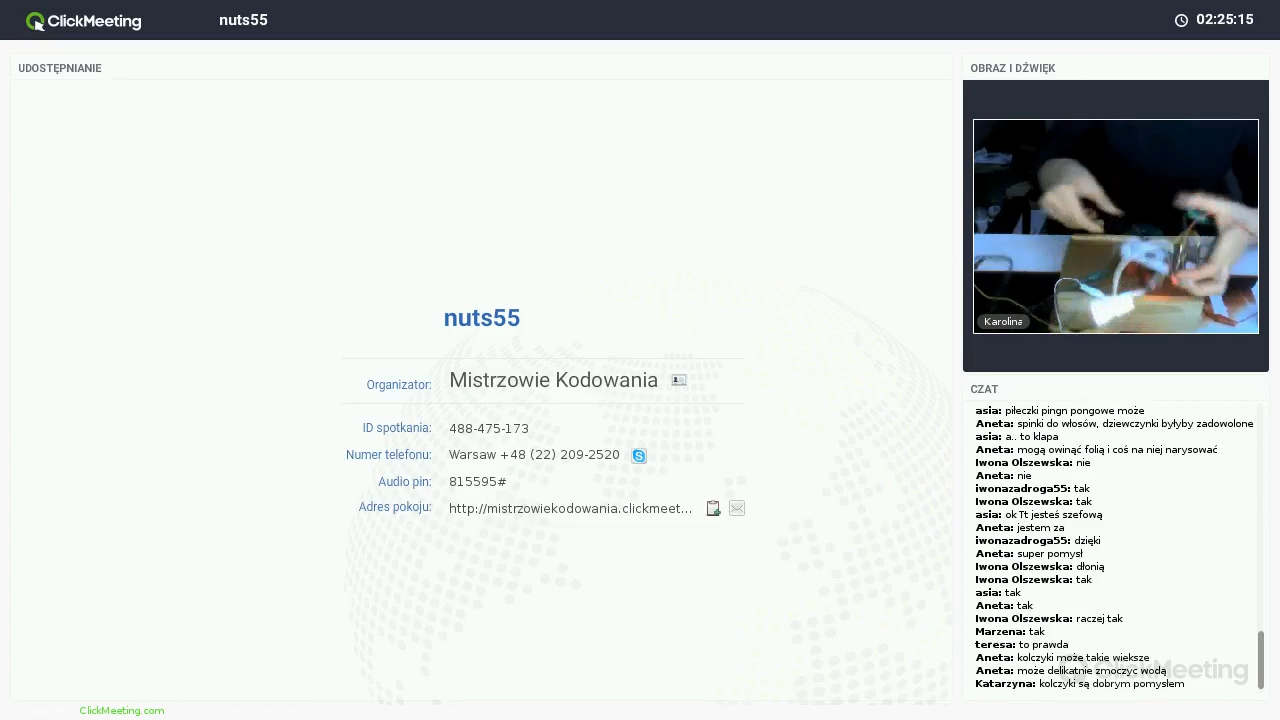 ClickMeeting
nuts55
02:25:15
UDOSTĘPNIANIE
nuts55
Organizator: Mistrzowie Kodowania
ID spotkania: 488-475-173
Numer telefonu: Warsaw +48 (22) 209-2520
Audio pin: 815595#
Adres pokoju: http://mistrzowiekodowania.clickmeet...
OBRAZ I DŹWIĘK
Karolina
CZAT
asia: piłeczki pingn pongowe może
Aneta: spinki do włosów, dziewczynki byłyby zadowolone
asia: a.. to klapa
Aneta: mogą owinąć folią i coś na niej narysować
Iwona Olszewska: nie
Aneta: nie
iwonazadroga55: tak
Iwona Olszewska: tak
asia: ok Tt jesteś szefową
Aneta: jestem za
iwonazadroga55: dzięki
Aneta: super pomysł
Iwona Olszewska: dłonią
Iwona Olszewska: tak
asia: tak
Aneta: tak
Iwona Olszewska: raczej tak
Marzena: tak
teresa: to prawda
Aneta: kolczyki może takie wieksze
Aneta: może delikatnie zmoczyć wodą
Katarzyna: kolczyki są dobrym pomysłem
ClickMeeting
ClickMeeting.com